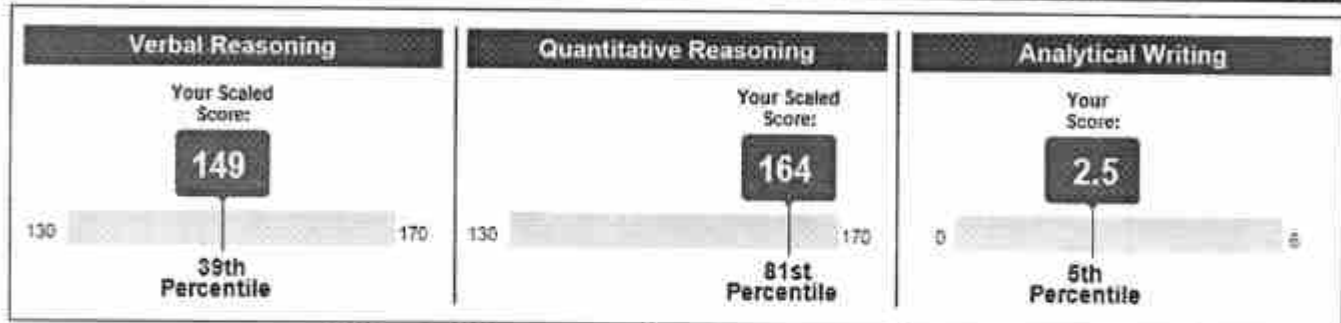 Verbal Reasoning
Your Scaled
Score:
149
130
170
39th
Percentile
Quantitative Reasoning
Your Scaled
Score:
164
130
170
81st
Percentile
Analytical Writing
Your
Score:
2.5
0
6
5th
Percentile